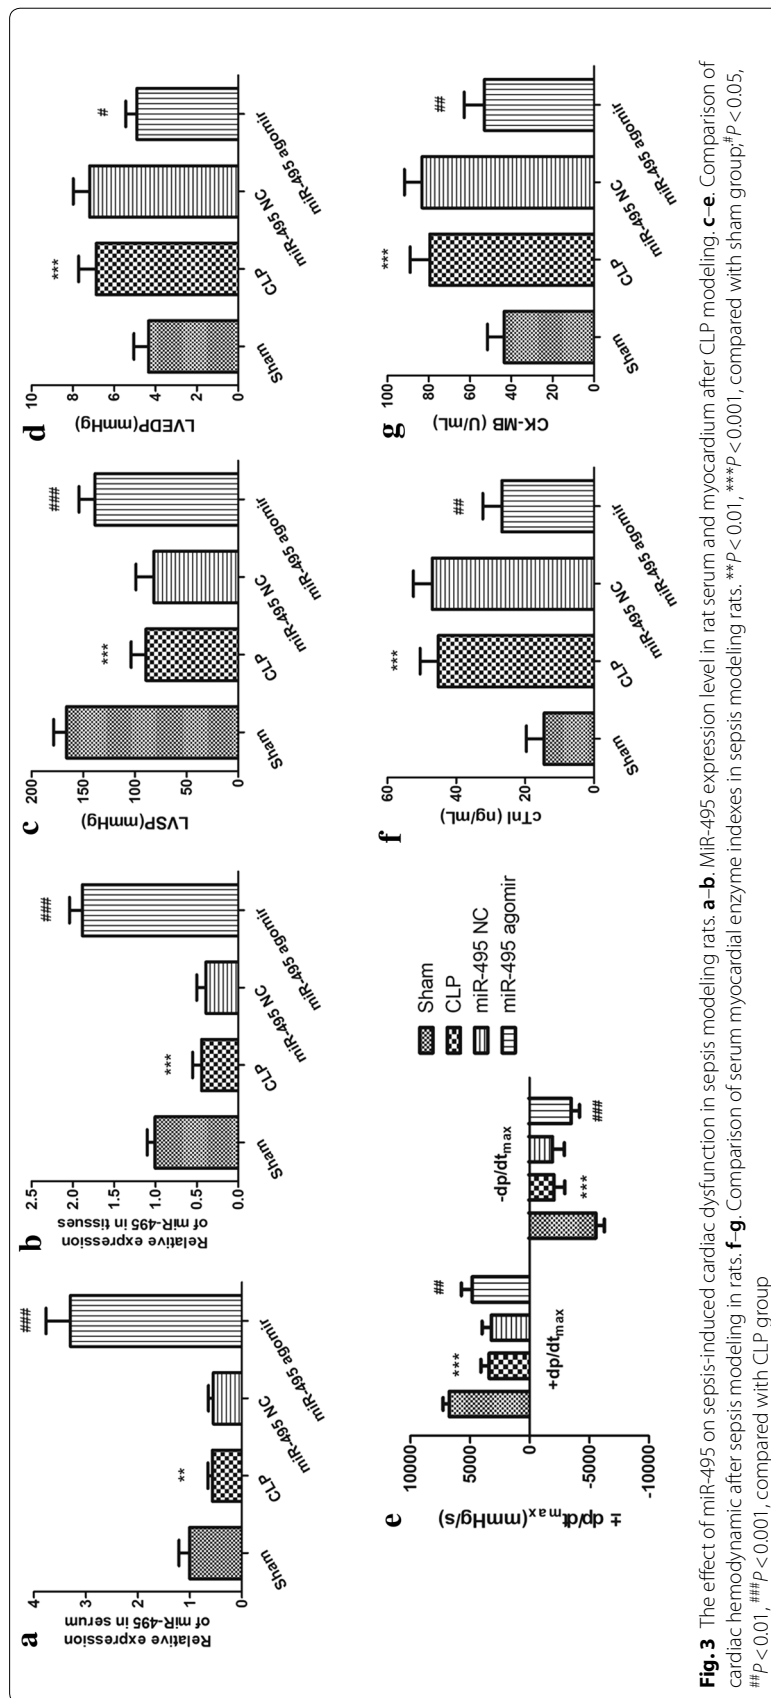 a
Relative expression
of miR-495 in serum
4
3
2
1
0
**
###
Sham
CLP
miR-495 NC
miR-495 agomir
b
Relative expression
of miR-495 in tissues
2.5
2.0
1.5
1.0
0.5
0.0
***
###
Sham
CLP
miR-495 NC
miR-495 agomir
c
LVSP(mmHg)
200
150
100
50
0
***
###
Sham
CLP
miR-495 NC
miR-495 agomir
d
LVEDP(mmHg)
10
8
6
4
2
0
***
#
Sham
CLP
miR-495 NC
miR-495 agomir
e
± dp/dtmax(mmHg/s)
10000
5000
0
-5000
-10000
***
##
+dp/dtmax
-dp/dtmax
***
###
Sham
CLP
miR-495 NC
miR-495 agomir
f
cTnI (ng/mL)
60
40
20
0
***
##
Sham
CLP
miR-495 NC
miR-495 agomir
g
CK-MB (U/mL)
100
80
60
40
20
0
***
##
Sham
CLP
miR-495 NC
miR-495 agomir
Fig. 3 The effect of miR-495 on sepsis-induced cardiac dysfunction in sepsis modeling rats. a–b. MiR-495 expression level in rat serum and myocardium after CLP modeling. c–e. Comparison of
cardiac hemodynamic after sepsis modeling in rats. f–g. Comparison of serum myocardial enzyme indexes in sepsis modeling rats. **P < 0.01, ***P < 0.001, compared with sham group;#P < 0.05,
##P < 0.01, ###P < 0.001, compared with CLP group